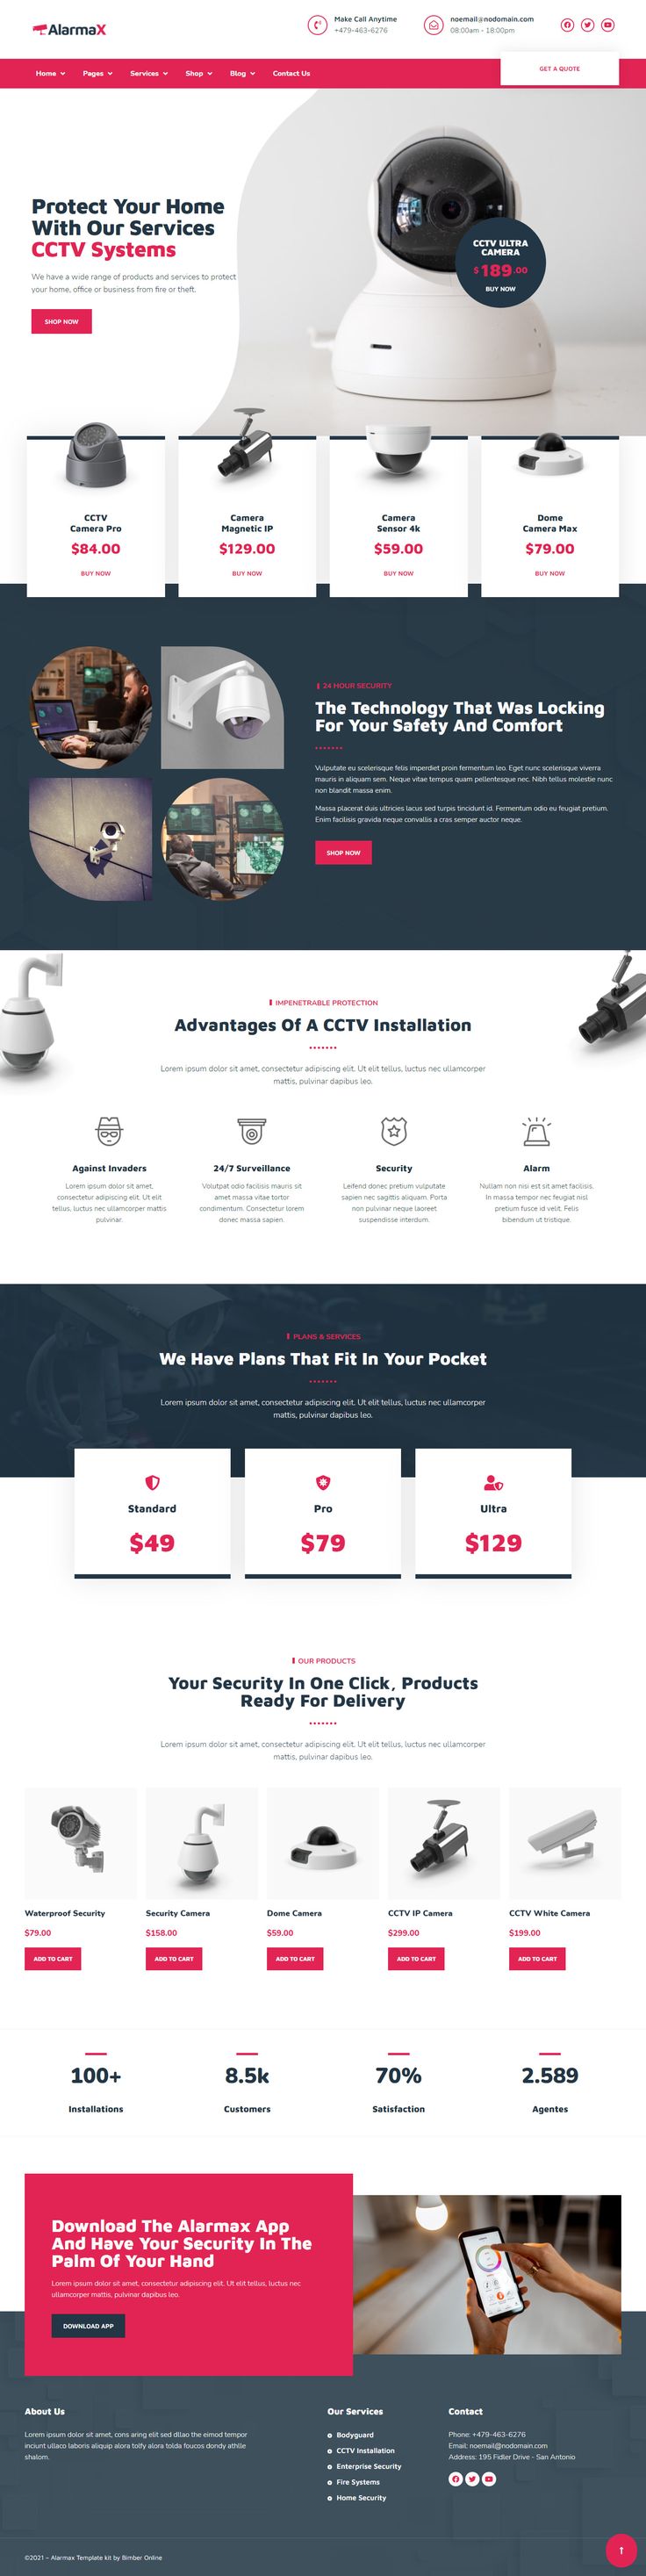 AlarmaX
Make Call Anytime
+479-463-6276
noemail@nodomain.com
08:00am - 18:00pm
Home
Pages
Services
Shop
Blog
Contact Us
GET A QUOTE
Protect Your Home
With Our Services
CCTV Systems
We have a wide range of products and services to protect
your home, office or business from fire or theft.
SHOP NOW
CCTV ULTRA
CAMERA
$189.00
BUY NOW
CCTV
Camera Pro
$84.00
BUY NOW
Camera
Magnetic IP
$129.00
BUY NOW
Camera
Sensor 4k
$59.00
BUY NOW
Dome
Camera Max
$79.00
BUY NOW
24 HOUR SECURITY
The Technology That Was Locking
For Your Safety And Comfort
Vulputate eu scelerisque felis imperdiet proin fermentum leo. Eget nunc scelerisque viverra
mauris in aliquam sem. Neque vitae tempus quam pellentesque nec. Nibh tellus molestie nunc
non blandit massa enim.
Massa placerat duis ultricies lacus sed turpis tincidunt id. Fermentum odio eu feugiat pretium.
Enim facilisis gravida neque convallis a cras semper auctor neque.
SHOP NOW
IMPENETRABLE PROTECTION
Advantages Of A CCTV Installation
Lorem ipsum dolor sit amet, consectetur adipiscing elit. Ut elit tellus, luctus nec ullamcorper
mattis, pulvinar dapibus leo.
Against Invaders
Lorem ipsum dolor sit amet,
consectetur adipiscing elit. Ut elit
tellus, luctus nec ullamcorper mattis
pulvinar.
24/7 Surveillance
Volutpat odio facilisis mauris sit
amet massa vitae tortor
condimentum. Consectetur lorem
donec massa sapien.
Security
Leifend donec pretium vulputate
sapien nec sagittis aliquam. Porta
non pulvinar neque laoreet
suspendisse interdum.
Alarm
Nullam non nisi est sit amet facilisis.
In massa tempor nec feugiat nisl
pretium fusce id velit. Felis
bibendum ut tristique.
PLANS & SERVICES
We Have Plans That Fit In Your Pocket
Lorem ipsum dolor sit amet, consectetur adipiscing elit. Ut elit tellus, luctus nec ullamcorper
mattis, pulvinar dapibus leo.
Standard
$49
Pro
$79
Ultra
$129
OUR PRODUCTS
Your Security In One Click, Products
Ready For Delivery
Lorem ipsum dolor sit amet, consectetur adipiscing elit. Ut elit tellus, luctus nec ullamcorper
mattis, pulvinar dapibus leo.
Waterproof Security
$79.00
ADD TO CART
Security Camera
$158.00
ADD TO CART
Dome Camera
$59.00
ADD TO CART
CCTV IP Camera
$299.00
ADD TO CART
CCTV White Camera
$199.00
ADD TO CART
100+
Installations
8.5k
Customers
70%
Satisfaction
2.589
Agentes
Download The Alarmax App
And Have Your Security In The
Palm Of Your Hand
Lorem ipsum dolor sit amet, consectetur adipiscing elit. Ut elit tellus, luctus nec
ullamcorper mattis, pulvinar dapibus leo.
DOWNLOAD APP
About Us
Lorem ipsum dolor sit amet, cons aring elit sed dllao the eimod tempor
inciunt ullaco laboris aliquip alora tolfy alora tolda foucos dondy athlle
shalom.
Our Services
Bodyguard
CCTV Installation
Enterprise Security
Fire Systems
Home Security
Contact
Phone: +479-463-6276
Email: noemail@nodomain.com
Address: 195 Fidler Drive - San Antonio
©2021 – Alarmax Template kit by Bimber Online